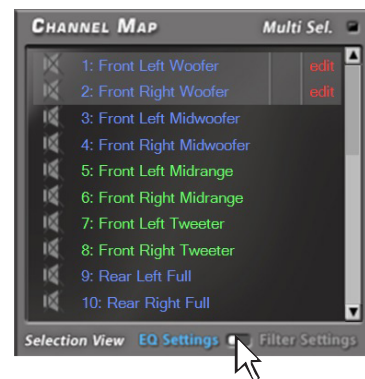 CHANNEL MAP Multi Sel.
1: Front Left Woofer edit
2: Front Right Woofer edit
3: Front Left Midwoofer
4: Front Right Midwoofer
5: Front Left Midrange
6: Front Right Midrange
7: Front Left Tweeter
8: Front Right Tweeter
9: Rear Left Full
10: Rear Right Full
Selection View EQ Settings Filter Settings